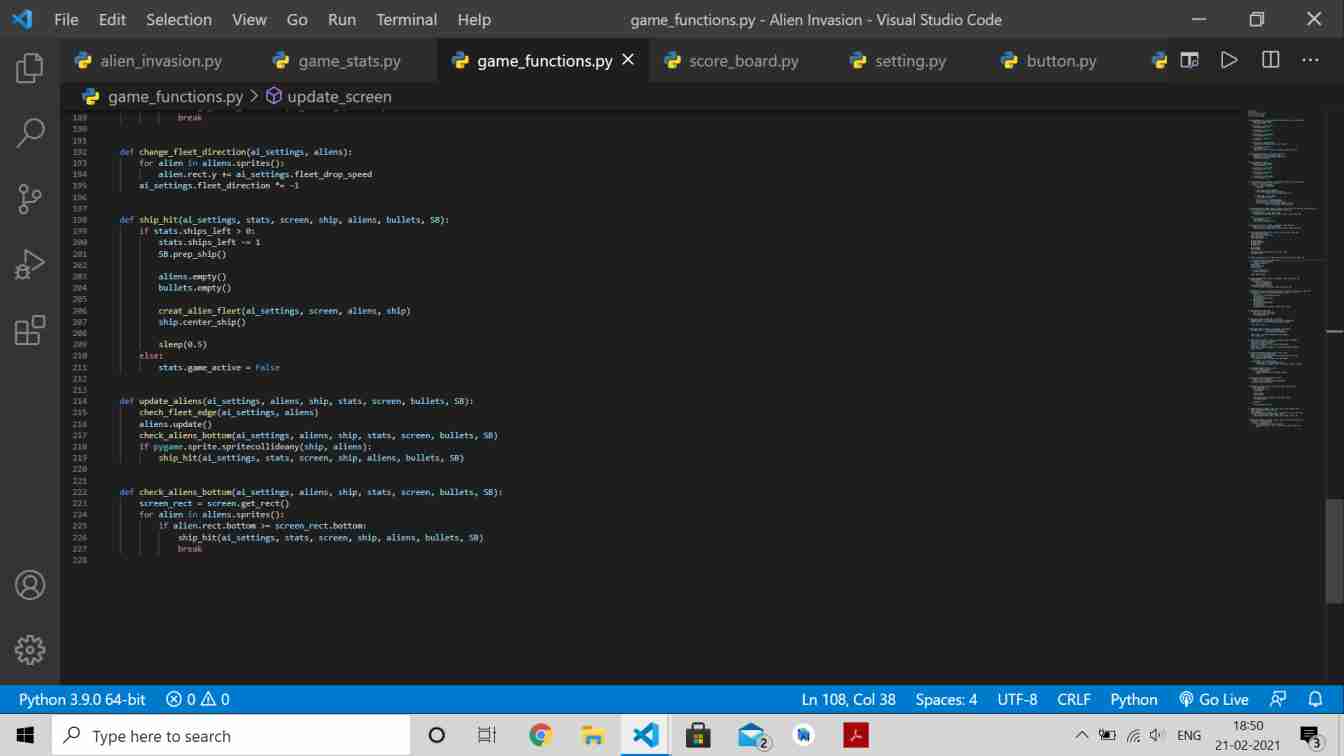 File Edit Selection View Go Run Terminal Help game_functions.py - Alien Invasion - Visual Studio Code
alien_invasion.py game_stats.py game_functions.py score_board.py setting.py button.py
game_functions.py > update_screen
189 break
190
191
192 def change_fleet_direction(ai_settings, aliens):
193 for alien in aliens.sprites():
194 alien.rect.y += ai_settings.fleet_drop_speed
195 ai_settings.fleet_direction *= -1
196
197
198 def ship_hit(ai_settings, stats, screen, ship, aliens, bullets, SB):
199 if stats.ships_left > 0:
200 stats.ships_left -= 1
201 SB.prep_ship()
202
203 aliens.empty()
204 bullets.empty()
205
206 creat_alien_fleet(ai_settings, screen, aliens, ship)
207 ship.center_ship()
208
209 sleep(0.5)
210 else:
211 stats.game_active = False
212
213
214 def update_aliens(ai_settings, aliens, ship, stats, screen, bullets, SB):
215 chech_fleet_edge(ai_settings, aliens)
216 aliens.update()
217 check_aliens_bottom(ai_settings, aliens, ship, stats, screen, bullets, SB)
218 if pygame.sprite.spritecollideany(ship, aliens):
219 ship_hit(ai_settings, stats, screen, ship, aliens, bullets, SB)
220
221
222 def check_aliens_bottom(ai_settings, aliens, ship, stats, screen, bullets, SB):
223 screen_rect = screen.get_rect()
224 for alien in aliens.sprites():
225 if alien.rect.bottom >= screen_rect.bottom:
226 ship_hit(ai_settings, stats, screen, ship, aliens, bullets, SB)
227 break
228
Python 3.9.0 64-bit 0 0 Ln 108, Col 38 Spaces: 4 UTF-8 CRLF Python Go Live
Type here to search 2 ENG 18:50 3
21-02-2021